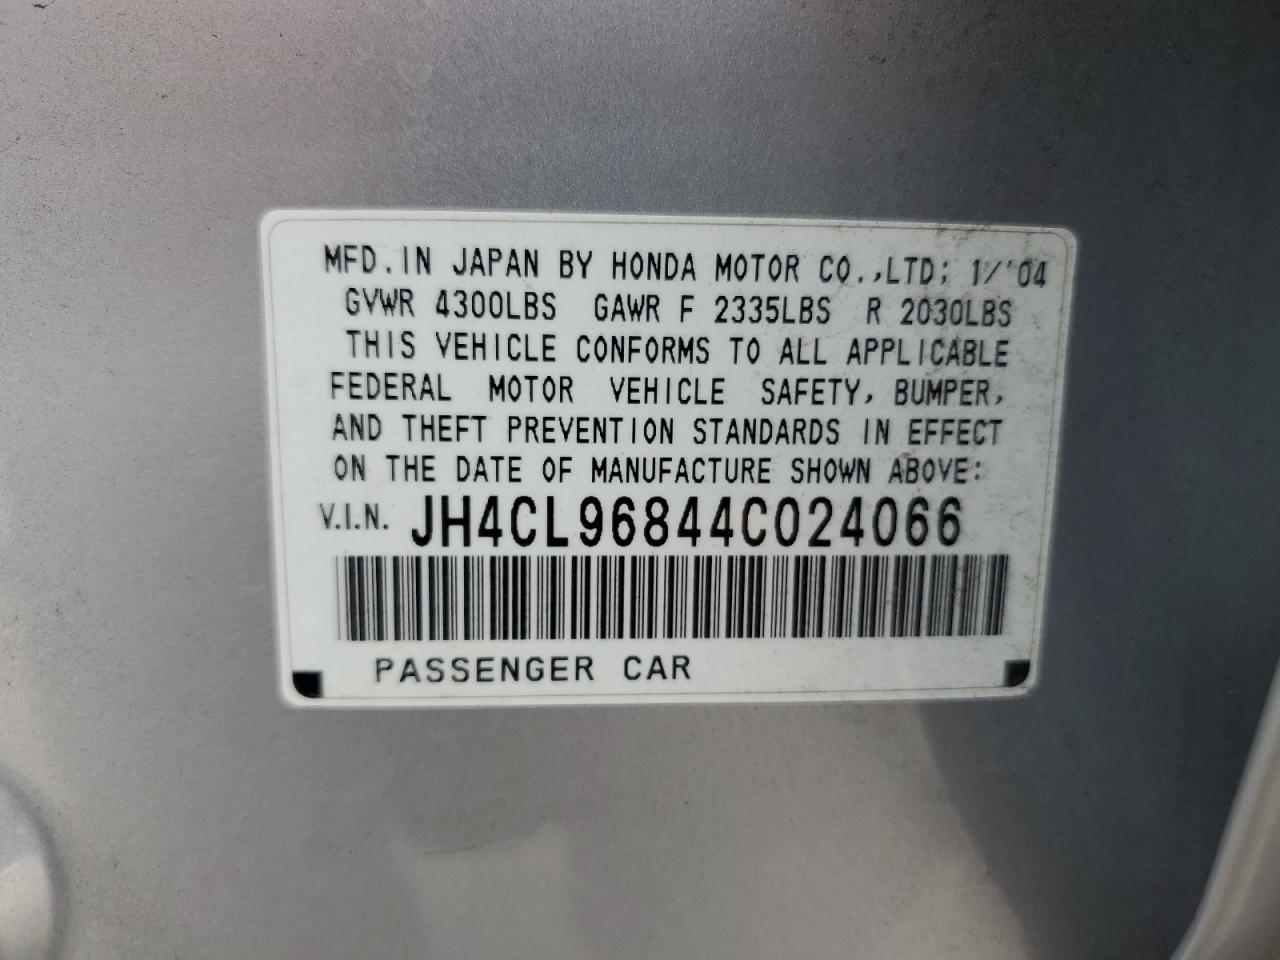 MFD.IN JAPAN BY HONDA MOTOR CO.,LTD; 1/'04
GVWR 4300LBS GAWR F 2335LBS R 2030LBS
THIS VEHICLE CONFORMS TO ALL APPLICABLE
FEDERAL MOTOR VEHICLE SAFETY, BUMPER,
AND THEFT PREVENTION STANDARDS IN EFFECT
ON THE DATE OF MANUFACTURE SHOWN ABOVE:
V.I.N. JH4CL96844C024066
PASSENGER CAR